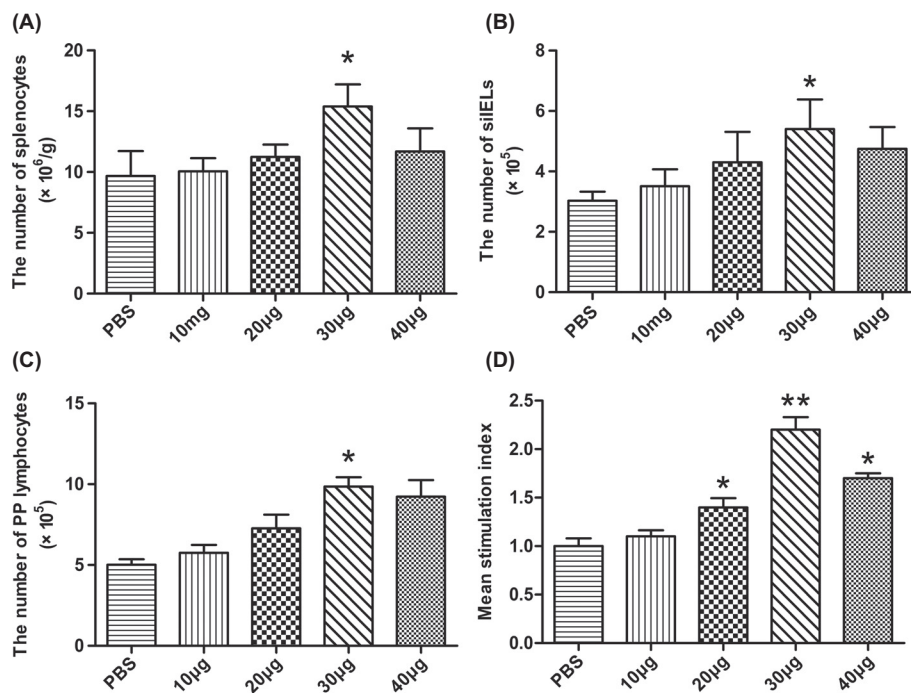 (A)
The number of splenocytes
(× 10⁶/g)
20
15
10
5
0
*
PBS
10mg
20µg
30µg
40µg
(B)
The number of siIELs
(× 10⁵)
8
6
4
2
0
*
PBS
10mg
20µg
30µg
40µg
(C)
The number of PP lymphocytes
(× 10⁵)
15
10
5
0
*
PBS
10µg
20µg
30µg
40µg
(D)
Mean stimulation index
2.5
2.0
1.5
1.0
0.5
0.0
*
**
*
PBS
10µg
20µg
30µg
40µg